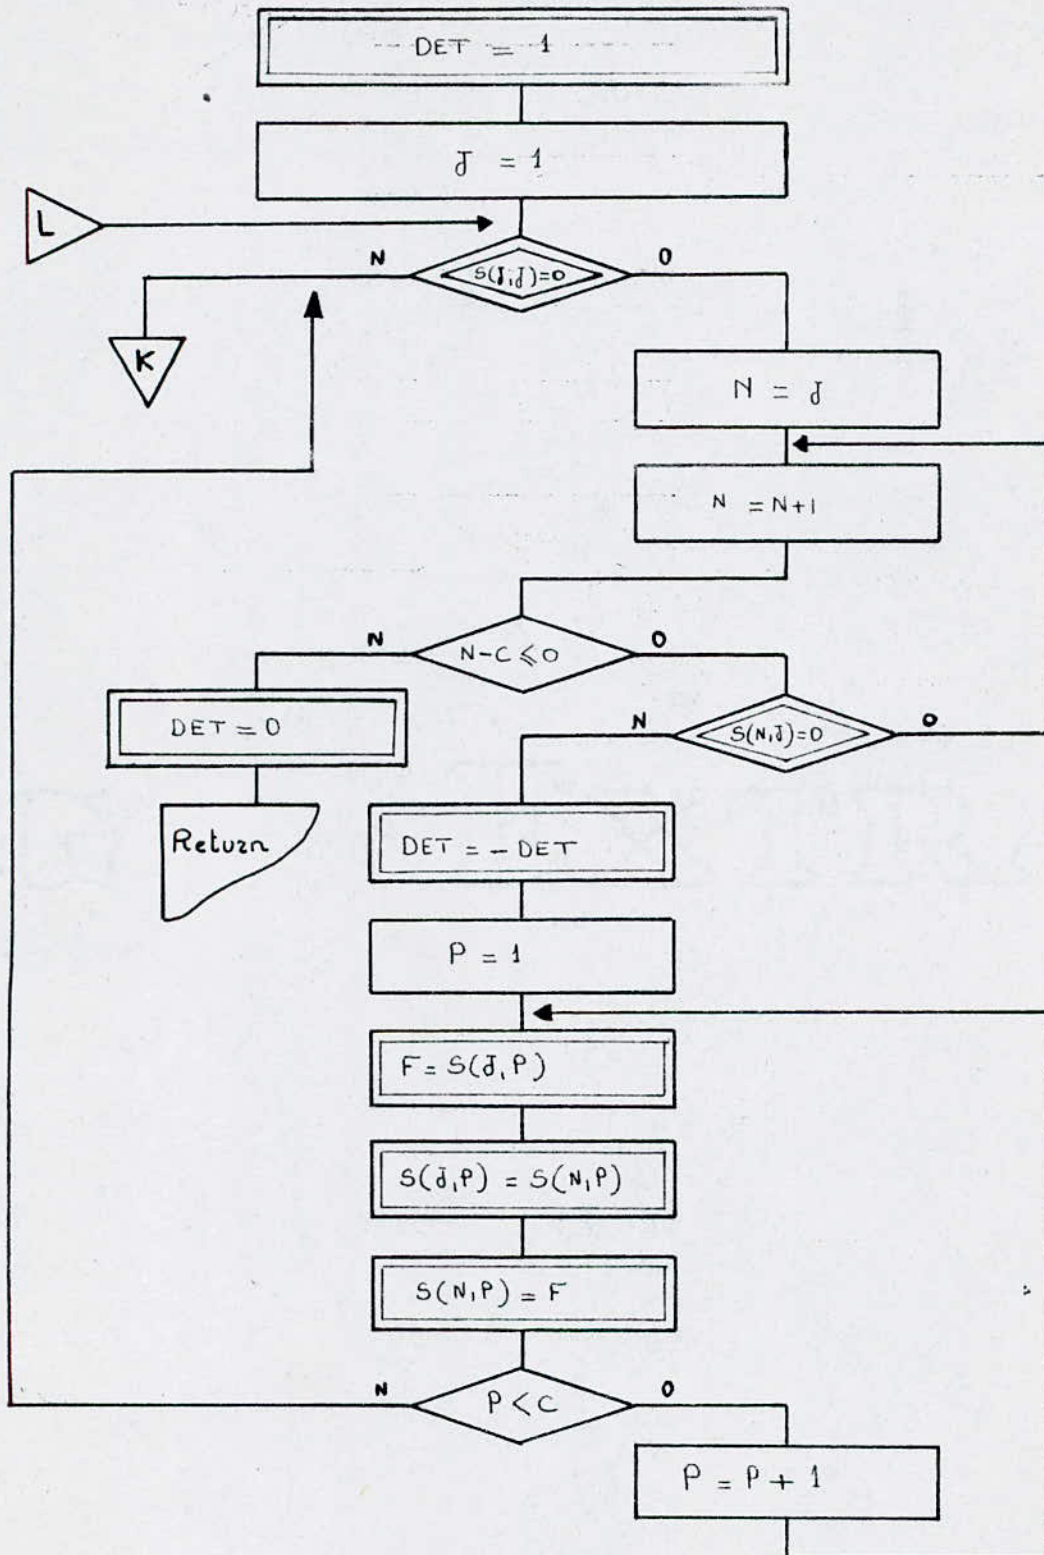 DET = 1
J = 1
L
N
S(J,J)=0
O
K
N = J
N = N+1
N
N-C ⩽ 0
O
DET = 0
N
S(N,J)=0
O
Return
DET = - DET
P = 1
F = S(J,P)
S(J,P) = S(N,P)
S(N,P) = F
N
P < C
O
P = P + 1